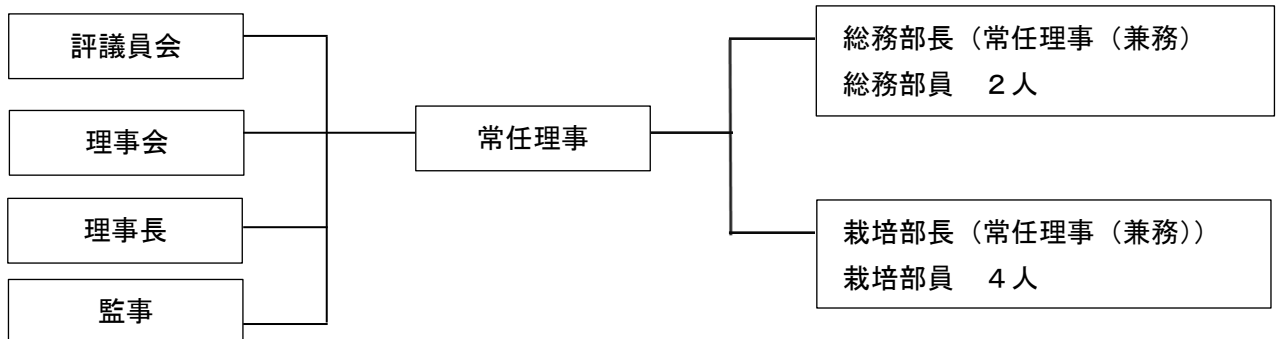 評議員会
理事会
理事長
監事
常任理事
総務部長（常任理事（兼務）
総務部員　２人
栽培部長（常任理事（兼務））
栽培部員　４人